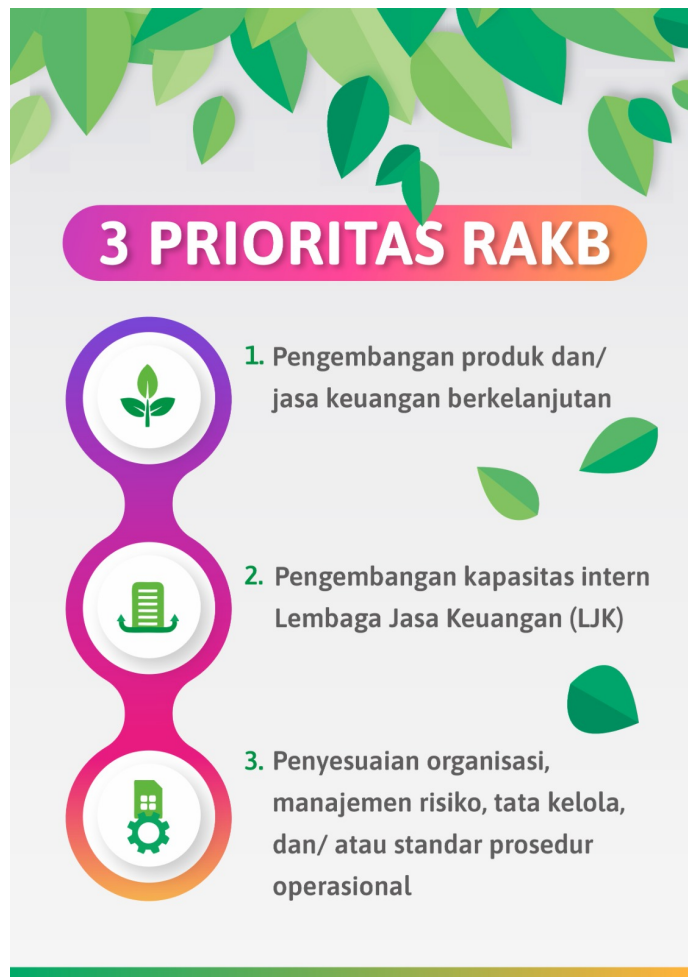 3 PRIORITAS RAKB
1. Pengembangan produk dan/
jasa keuangan berkelanjutan
2. Pengembangan kapasitas intern
Lembaga Jasa Keuangan (LJK)
3. Penyesuaian organisasi,
manajemen risiko, tata kelola,
dan/ atau standar prosedur
operasional